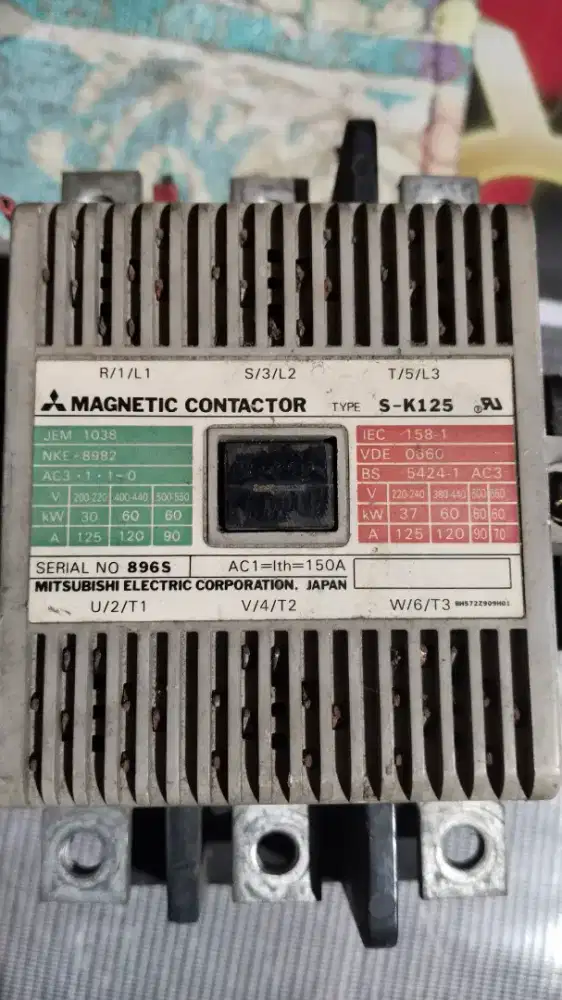 R/1/L1 S/3/L2 T/5/L3
MAGNETIC CONTACTOR TYPE S-K125
JEM 1038
NKE-8982
AC3·1·1-0
V 200-220 400-440 500-550
kW 30 60 60
A 125 120 90
IEC 158-1
VDE 0660
BS 5424-1 AC3
V 220-240 380-440 500 660
kW 37 60 60 60
A 125 120 90 70
SERIAL NO 896S AC1=Ith=150A
MITSUBISHI ELECTRIC CORPORATION. JAPAN
U/2/T1 V/4/T2 W/6/T3 BH572Z909H01